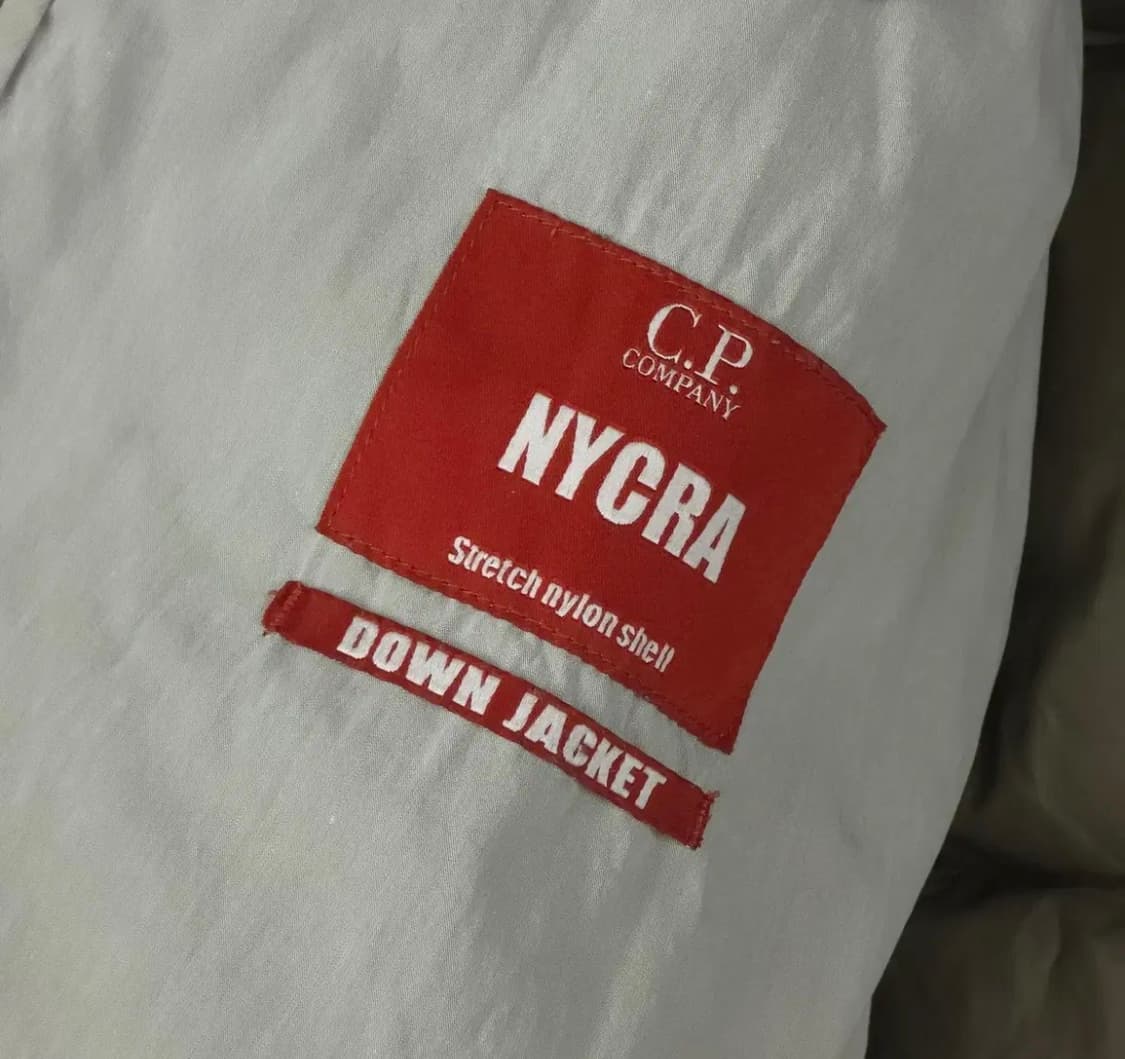 C.P.
COMPANY
NYCRA
Stretch nylon shell
DOWN JACKET